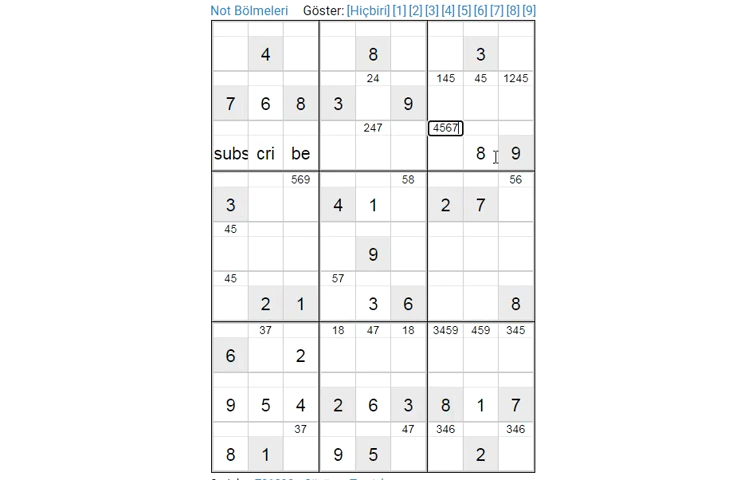 Not Bölmeleri Göster: [Hiçbiri] [1] [2] [3] [4] [5] [6] [7] [8] [9]
4 8 3
24 145 45 1245
7 6 8 3 9
247 4567
subs cri be 8 9
569 58 56
3 4 1 2 7
45
9
45 57
2 1 3 6 8
37 18 47 18 3459 459 345
6 2
9 5 4 2 6 3 8 1 7
37 47 346 346
8 1 9 5 2